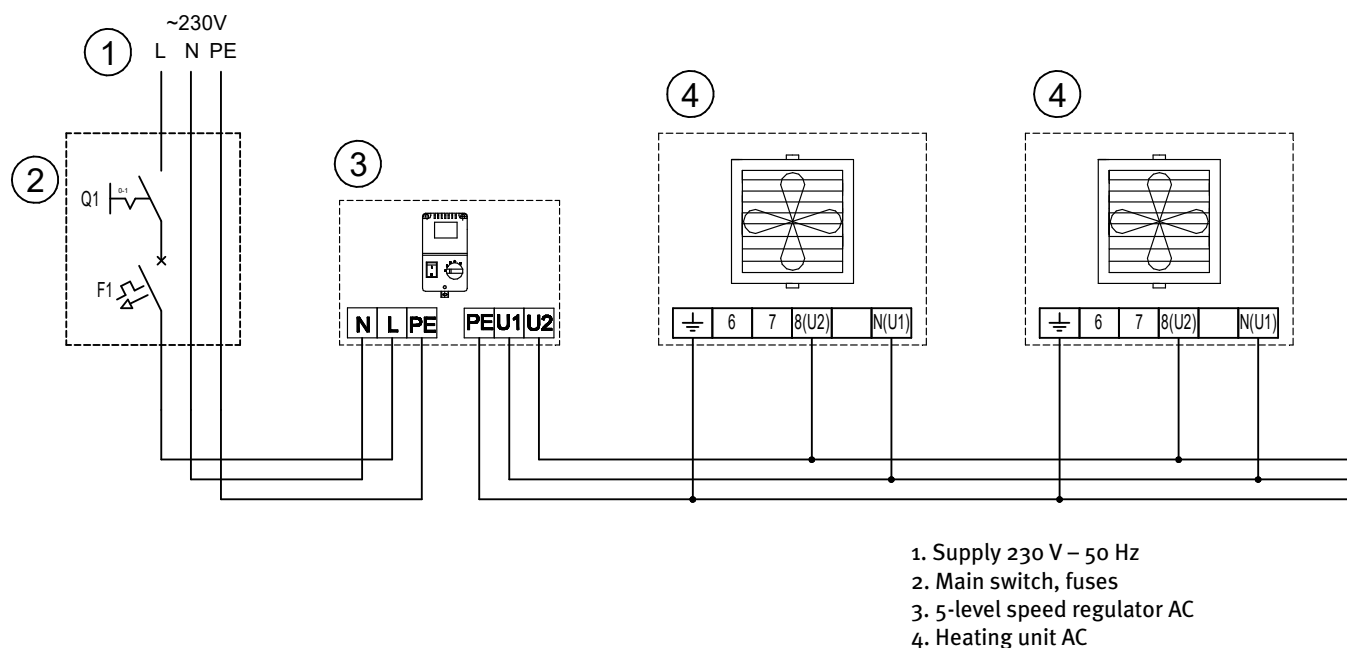 ~230V
1 L N PE
4 4
2 3
Q1 0-1
F1
N L PE PE U1 U2
6 7 8(U2) N(U1)
6 7 8(U2) N(U1)
1. Supply 230 V – 50 Hz
2. Main switch, fuses
3. 5-level speed regulator AC
4. Heating unit AC